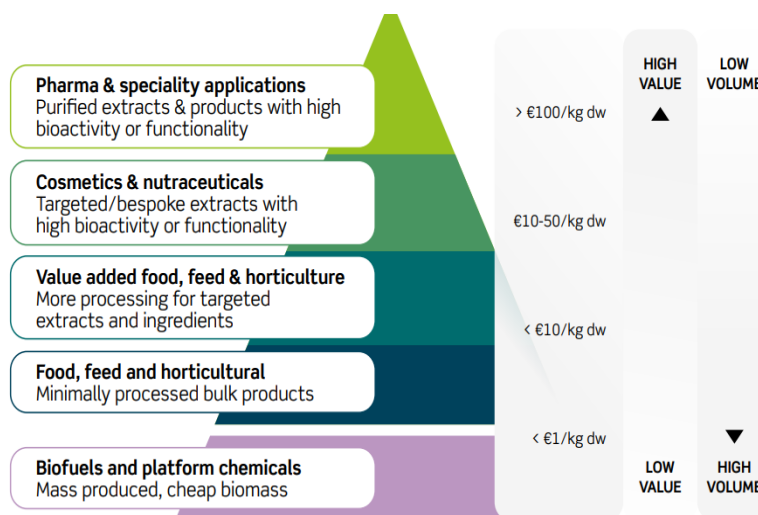 Pharma & speciality applications
Purified extracts & products with high
bioactivity or functionality
Cosmetics & nutraceuticals
Targeted/bespoke extracts with
high bioactivity or functionality
Value added food, feed & horticulture
More processing for targeted
extracts and ingredients
Food, feed and horticultural
Minimally processed bulk products
Biofuels and platform chemicals
Mass produced, cheap biomass
> €100/kg dw
€10-50/kg dw
< €10/kg dw
< €1/kg dw
HIGH
VALUE
LOW
VALUE
LOW
VOLUME
HIGH
VOLUME